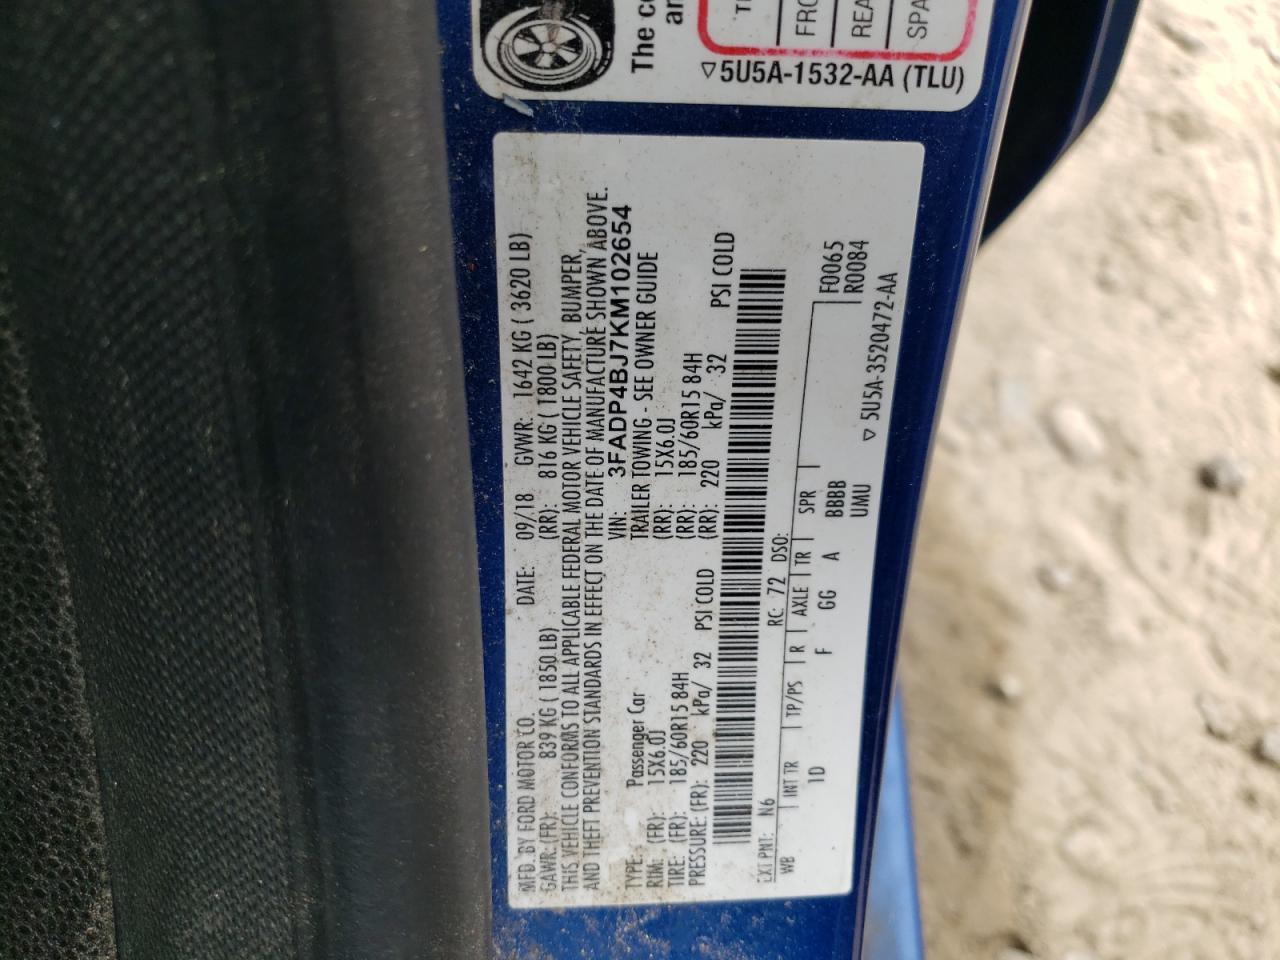 The
TI
FRO
REA
SPA
5U5A-1532-AA (TLU)
MFD. BY FORD MOTOR CO.
DATE: 09/18 GVWR: 1642 KG ( 3620 LB)
GAWR: (FR): 839 KG ( 1850 LB) (RR): 816 KG ( 1800 LB)
THIS VEHICLE CONFORMS TO ALL APPLICABLE FEDERAL MOTOR VEHICLE SAFETY, BUMPER,
AND THEFT PREVENTION STANDARDS IN EFFECT ON THE DATE OF MANUFACTURE SHOWN ABOVE.
VIN: 3FADP4BJ7KM102654
TYPE: Passenger Car TRAILER TOWING - SEE OWNER GUIDE
RIM: (FR): 15X6.0J (RR): 15X6.0J
TIRE: (FR): 185/60R15 84H (RR): 185/60R15 84H
PRESSURE: (FR): 220 kPa/ 32 PSI COLD (RR): 220 kPa/ 32 PSI COLD
EXT PNT: N6 RC: 72 DSO:
WB INT TR TP/PS R AXLE TR SPR F0065
1D F GG A BBBB R0084
UMU
5U5A-3520472-AA